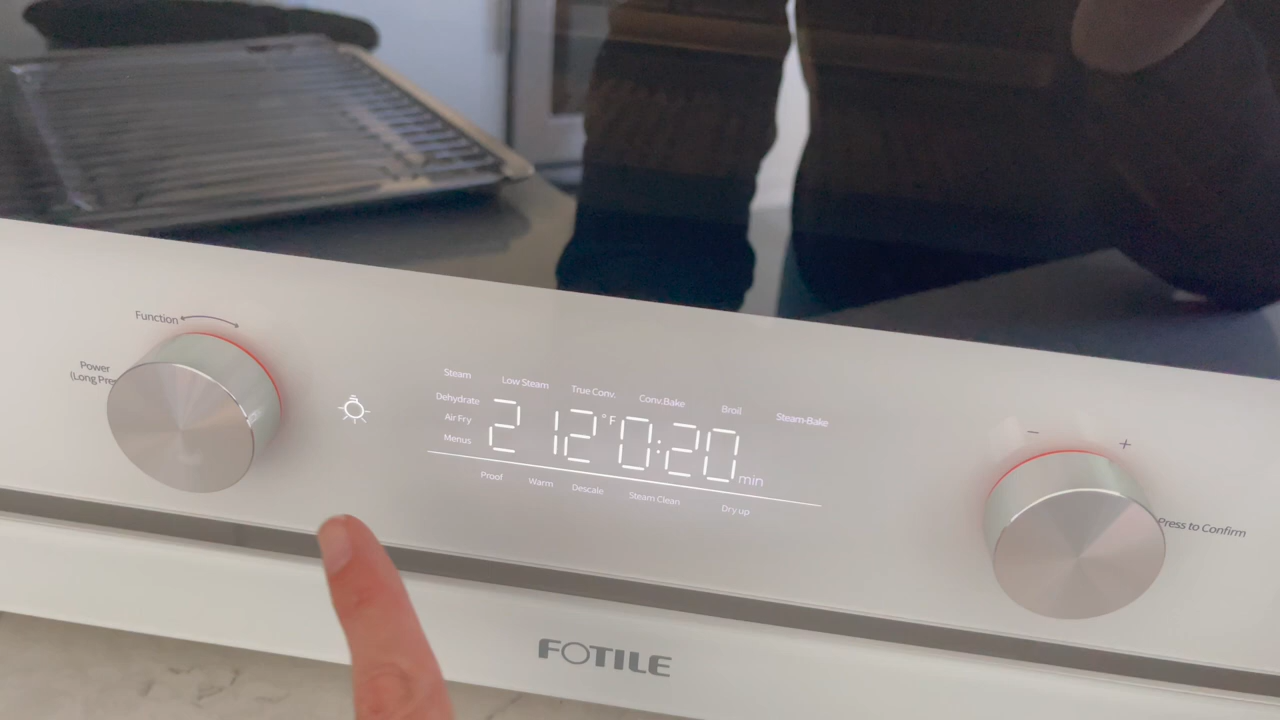 Function
Power
(Long Pre
Steam Low Steam True Conv. Conv.Bake Broil Steam-Bake
Dehydrate
Air Fry
Menus
212°F 0:20 min
Proof Warm Descale Steam Clean Dry up
− +
Press to Confirm
FOTILE